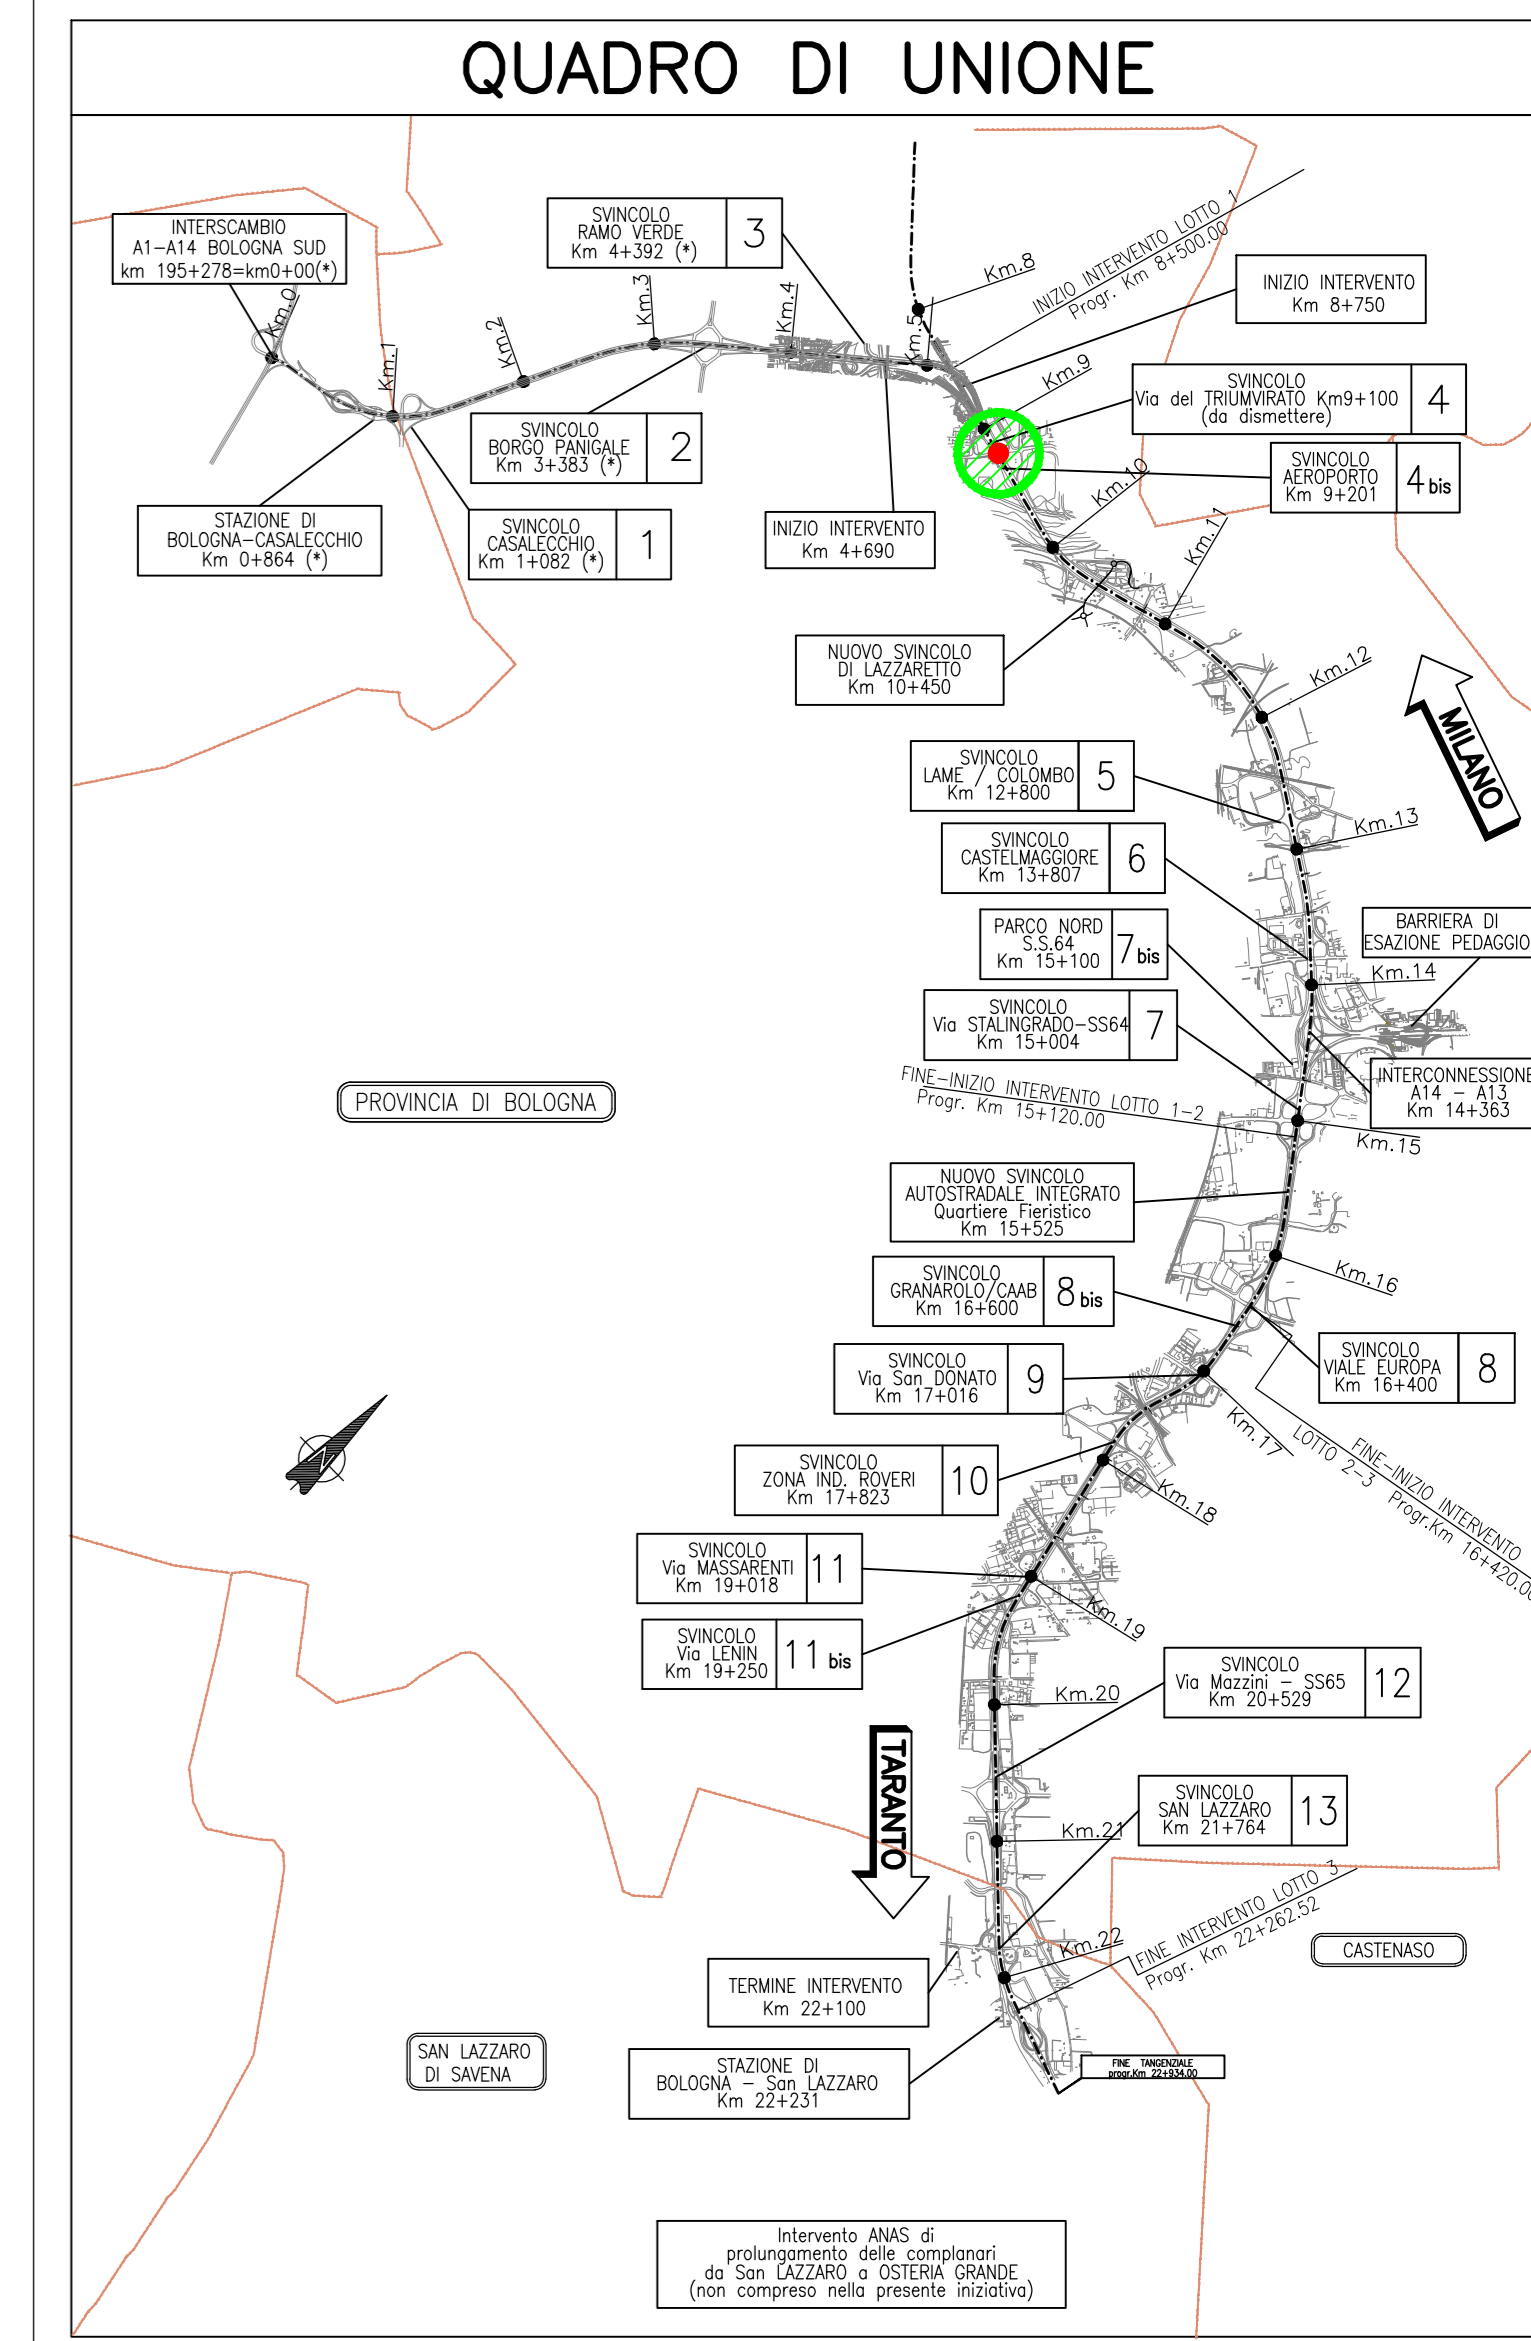 QUADRO DI UNIONE
INTERSCAMBIO
A1-A14 BOLOGNA SUD
km 195+278=km0+00(*)
SVINCOLO
RAMO VERDE
Km 4+392 (*)
3
INIZIO INTERVENTO LOTTO 1
Progr. Km 8+500.00
INIZIO INTERVENTO
Km 8+750
Km.0
Km.1
Km.2
Km.3
Km.4
Km.5
Km.8
Km.9
SVINCOLO
Via del TRIUMVIRATO Km9+100
(da dismettere)
4
SVINCOLO
BORGO PANIGALE
Km 3+383 (*)
2
SVINCOLO
AEROPORTO
Km 9+201
4 bis
STAZIONE DI
BOLOGNA-CASALECCHIO
Km 0+864 (*)
SVINCOLO
CASALECCHIO
Km 1+082 (*)
1
INIZIO INTERVENTO
Km 4+690
Km.10
Km.11
NUOVO SVINCOLO
DI LAZZARETTO
Km 10+450
Km.12
MILANO
SVINCOLO
LAME / COLOMBO
Km 12+800
5
Km.13
SVINCOLO
CASTELMAGGIORE
Km 13+807
6
PARCO NORD
S.S.64
Km 15+100
7 bis
BARRIERA DI
ESAZIONE PEDAGGIO
Km.14
SVINCOLO
Via STALINGRADO-SS64
Km 15+004
7
INTERCONNESSIONE
A14 - A13
Km 14+363
FINE-INIZIO INTERVENTO LOTTO 1-2
Progr. Km 15+120.00
PROVINCIA DI BOLOGNA
Km.15
NUOVO SVINCOLO
AUTOSTRADALE INTEGRATO
Quartiere Fieristico
Km 15+525
Km.16
SVINCOLO
GRANAROLO/CAAB
Km 16+600
8 bis
SVINCOLO
VIALE EUROPA
Km 16+400
8
SVINCOLO
Via San DONATO
Km 17+016
9
Km.17
FINE-INIZIO INTERVENTO
LOTTO 2-3 Progr.Km 16+420.00
SVINCOLO
ZONA IND. ROVERI
Km 17+823
10
Km.18
N
SVINCOLO
Via MASSARENTI
Km 19+018
11
Km.19
SVINCOLO
Via LENIN
Km 19+250
11 bis
SVINCOLO
Via Mazzini - SS65
Km 20+529
12
Km.20
TARANTO
SVINCOLO
SAN LAZZARO
Km 21+764
13
Km.21
FINE INTERVENTO LOTTO 3
Progr. Km 22+262.52
Km.22
CASTENASO
TERMINE INTERVENTO
Km 22+100
SAN LAZZARO
DI SAVENA
STAZIONE DI
BOLOGNA - San LAZZARO
Km 22+231
FINE TANGENZIALE
progr.Km 22+934.00
Intervento ANAS di
prolungamento delle complanari
da San LAZZARO a OSTERIA GRANDE
(non compreso nella presente iniziativa)